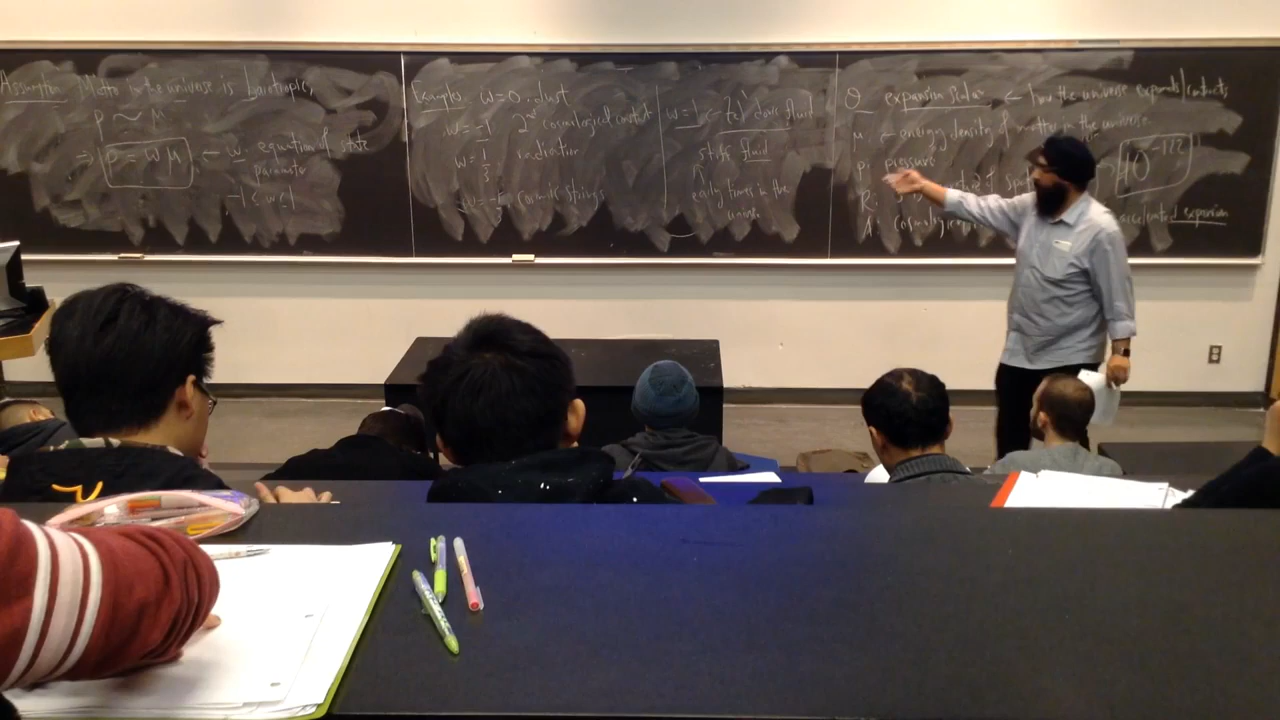 Assumption Matter in the universe is barotropic,
p ~ μ
⇒ p = wμ ← w: equation of state
parameter
-1 ≤ w ≤ 1
Examples w = 0, dust
w = -1 2nd cosmological constant
w = 1/3 radiation
w = -1/3 cosmic strings
w = 1
stiff fluid
early times in the
universe
θ expansion scalar ← how the universe expands/contracts
μ ← energy density of matter in the universe
p: pressure
R:
Λ: cosmological
10^-122
accelerated expansion